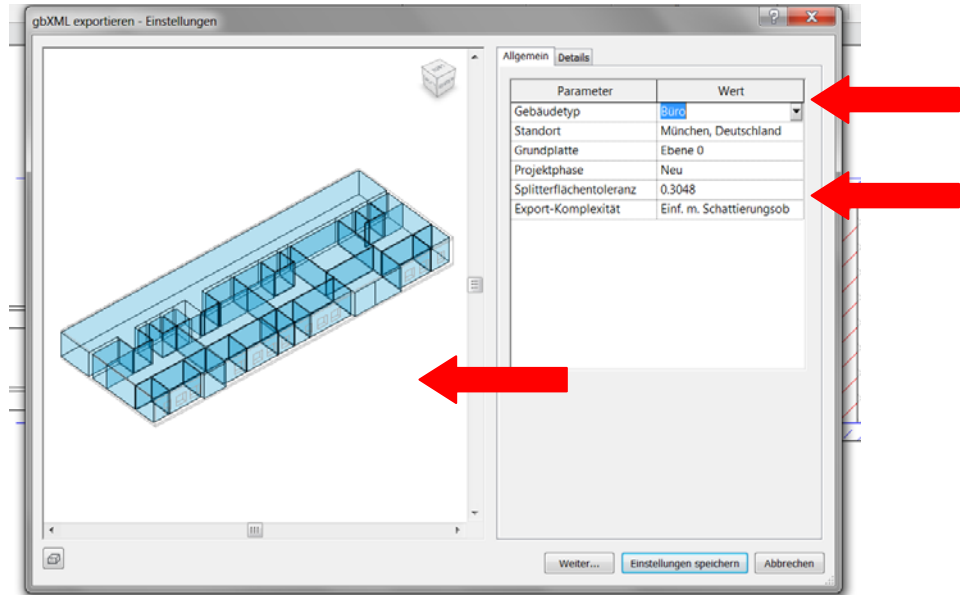 gbXML exportieren - Einstellungen
Allgemein Details
Parameter Wert
Gebäudetyp Büro
Standort München, Deutschland
Grundplatte Ebene 0
Projektphase Neu
Splitterflächentoleranz 0.3048
Export-Komplexität Einf. m. Schattierungsob
Weiter... Einstellungen speichern Abbrechen